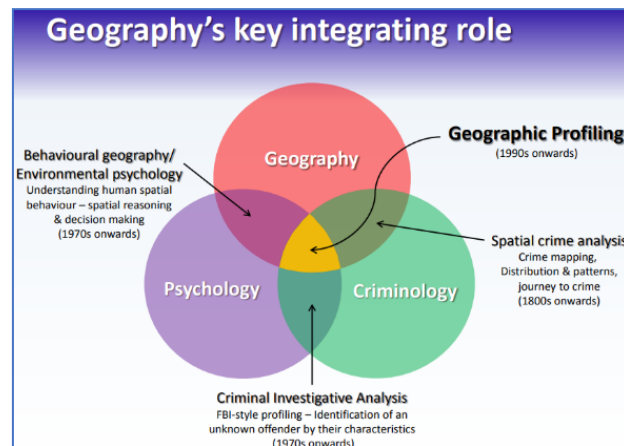 Geography's key integrating role
Behavioural geography/
Environmental psychology
Understanding human spatial
behaviour – spatial reasoning
& decision making
(1970s onwards)
Geography
Geographic Profiling
(1990s onwards)
Psychology
Criminology
Spatial crime analysis
Crime mapping,
Distribution & patterns,
journey to crime
(1800s onwards)
Criminal Investigative Analysis
FBI-style profiling – Identification of an
unknown offender by their characteristics
(1970s onwards)